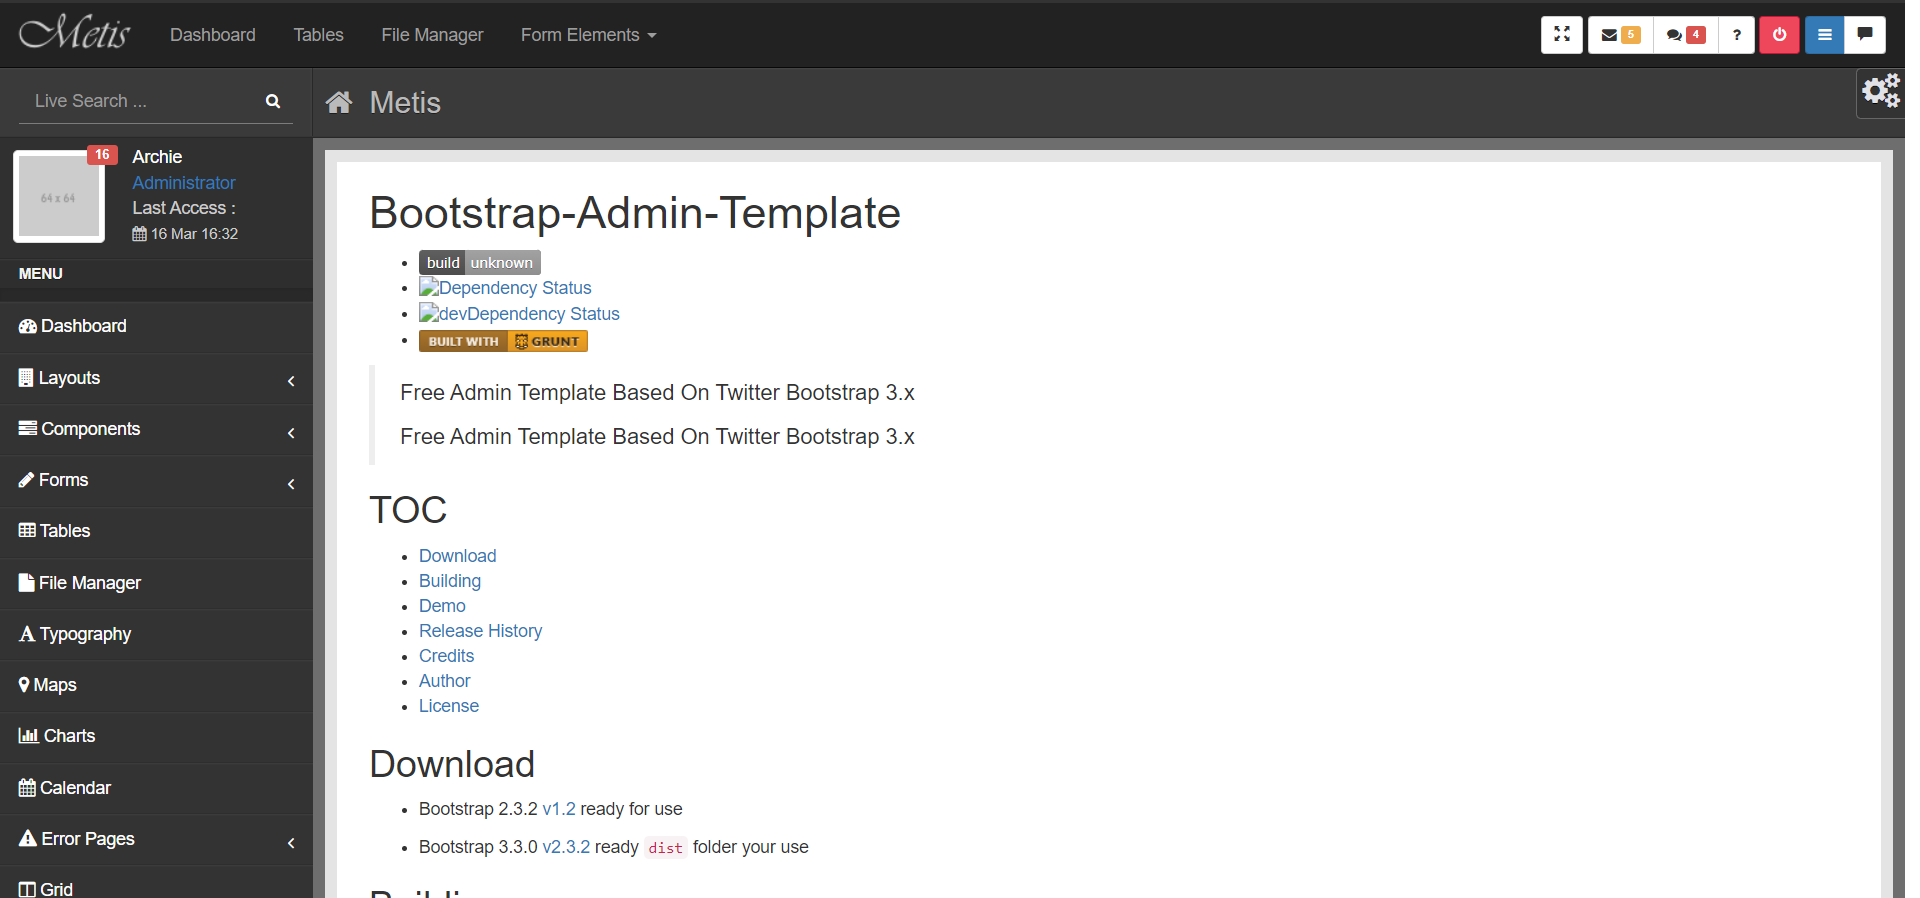 Metis Dashboard Tables File Manager Form Elements 5 4 ?
Live Search ...
Metis
16
64 x 64
Archie
Administrator
Last Access :
16 Mar 16:32
MENU
Dashboard
Layouts
Components
Forms
Tables
File Manager
Typography
Maps
Charts
Calendar
Error Pages
Grid
Bootstrap-Admin-Template
build unknown
Dependency Status
devDependency Status
BUILT WITH GRUNT
Free Admin Template Based On Twitter Bootstrap 3.x
Free Admin Template Based On Twitter Bootstrap 3.x
TOC
Download
Building
Demo
Release History
Credits
Author
License
Download
Bootstrap 2.3.2 v1.2 ready for use
Bootstrap 3.3.0 v2.3.2 ready dist folder your use